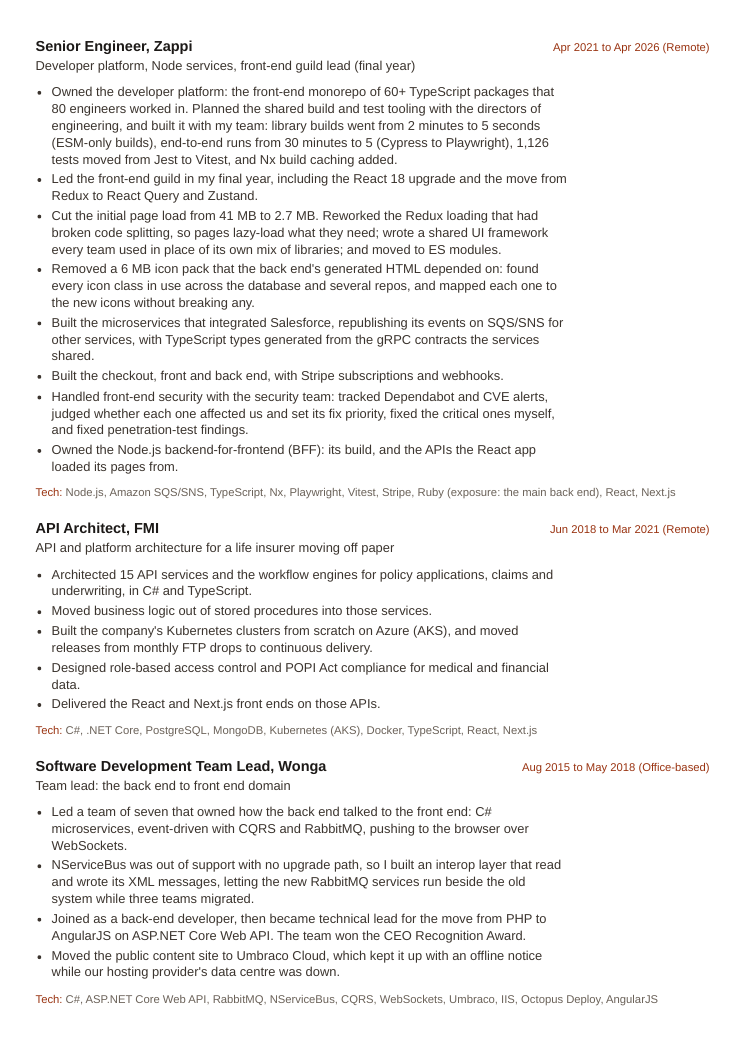 Senior Engineer, Zappi
Apr 2021 to Apr 2026 (Remote)
Developer platform, Node services, front-end guild lead (final year)
• Owned the developer platform: the front-end monorepo of 60+ TypeScript packages that
80 engineers worked in. Planned the shared build and test tooling with the directors of
engineering, and built it with my team: library builds went from 2 minutes to 5 seconds
(ESM-only builds), end-to-end runs from 30 minutes to 5 (Cypress to Playwright), 1,126
tests moved from Jest to Vitest, and Nx build caching added.
• Led the front-end guild in my final year, including the React 18 upgrade and the move from
Redux to React Query and Zustand.
• Cut the initial page load from 41 MB to 2.7 MB. Reworked the Redux loading that had
broken code splitting, so pages lazy-load what they need; wrote a shared UI framework
every team used in place of its own mix of libraries; and moved to ES modules.
• Removed a 6 MB icon pack that the back end's generated HTML depended on: found
every icon class in use across the database and several repos, and mapped each one to
the new icons without breaking any.
• Built the microservices that integrated Salesforce, republishing its events on SQS/SNS for
other services, with TypeScript types generated from the gRPC contracts the services
shared.
• Built the checkout, front and back end, with Stripe subscriptions and webhooks.
• Handled front-end security with the security team: tracked Dependabot and CVE alerts,
judged whether each one affected us and set its fix priority, fixed the critical ones myself,
and fixed penetration-test findings.
• Owned the Node.js backend-for-frontend (BFF): its build, and the APIs the React app
loaded its pages from.
Tech: Node.js, Amazon SQS/SNS, TypeScript, Nx, Playwright, Vitest, Stripe, Ruby (exposure: the main back end), React, Next.js
API Architect, FMI
Jun 2018 to Mar 2021 (Remote)
API and platform architecture for a life insurer moving off paper
• Architected 15 API services and the workflow engines for policy applications, claims and
underwriting, in C# and TypeScript.
• Moved business logic out of stored procedures into those services.
• Built the company's Kubernetes clusters from scratch on Azure (AKS), and moved
releases from monthly FTP drops to continuous delivery.
• Designed role-based access control and POPI Act compliance for medical and financial
data.
• Delivered the React and Next.js front ends on those APIs.
Tech: C#, .NET Core, PostgreSQL, MongoDB, Kubernetes (AKS), Docker, TypeScript, React, Next.js
Software Development Team Lead, Wonga
Aug 2015 to May 2018 (Office-based)
Team lead: the back end to front end domain
• Led a team of seven that owned how the back end talked to the front end: C#
microservices, event-driven with CQRS and RabbitMQ, pushing to the browser over
WebSockets.
• NServiceBus was out of support with no upgrade path, so I built an interop layer that read
and wrote its XML messages, letting the new RabbitMQ services run beside the old
system while three teams migrated.
• Joined as a back-end developer, then became technical lead for the move from PHP to
AngularJS on ASP.NET Core Web API. The team won the CEO Recognition Award.
• Moved the public content site to Umbraco Cloud, which kept it up with an offline notice
while our hosting provider's data centre was down.
Tech: C#, ASP.NET Core Web API, RabbitMQ, NServiceBus, CQRS, WebSockets, Umbraco, IIS, Octopus Deploy, AngularJS